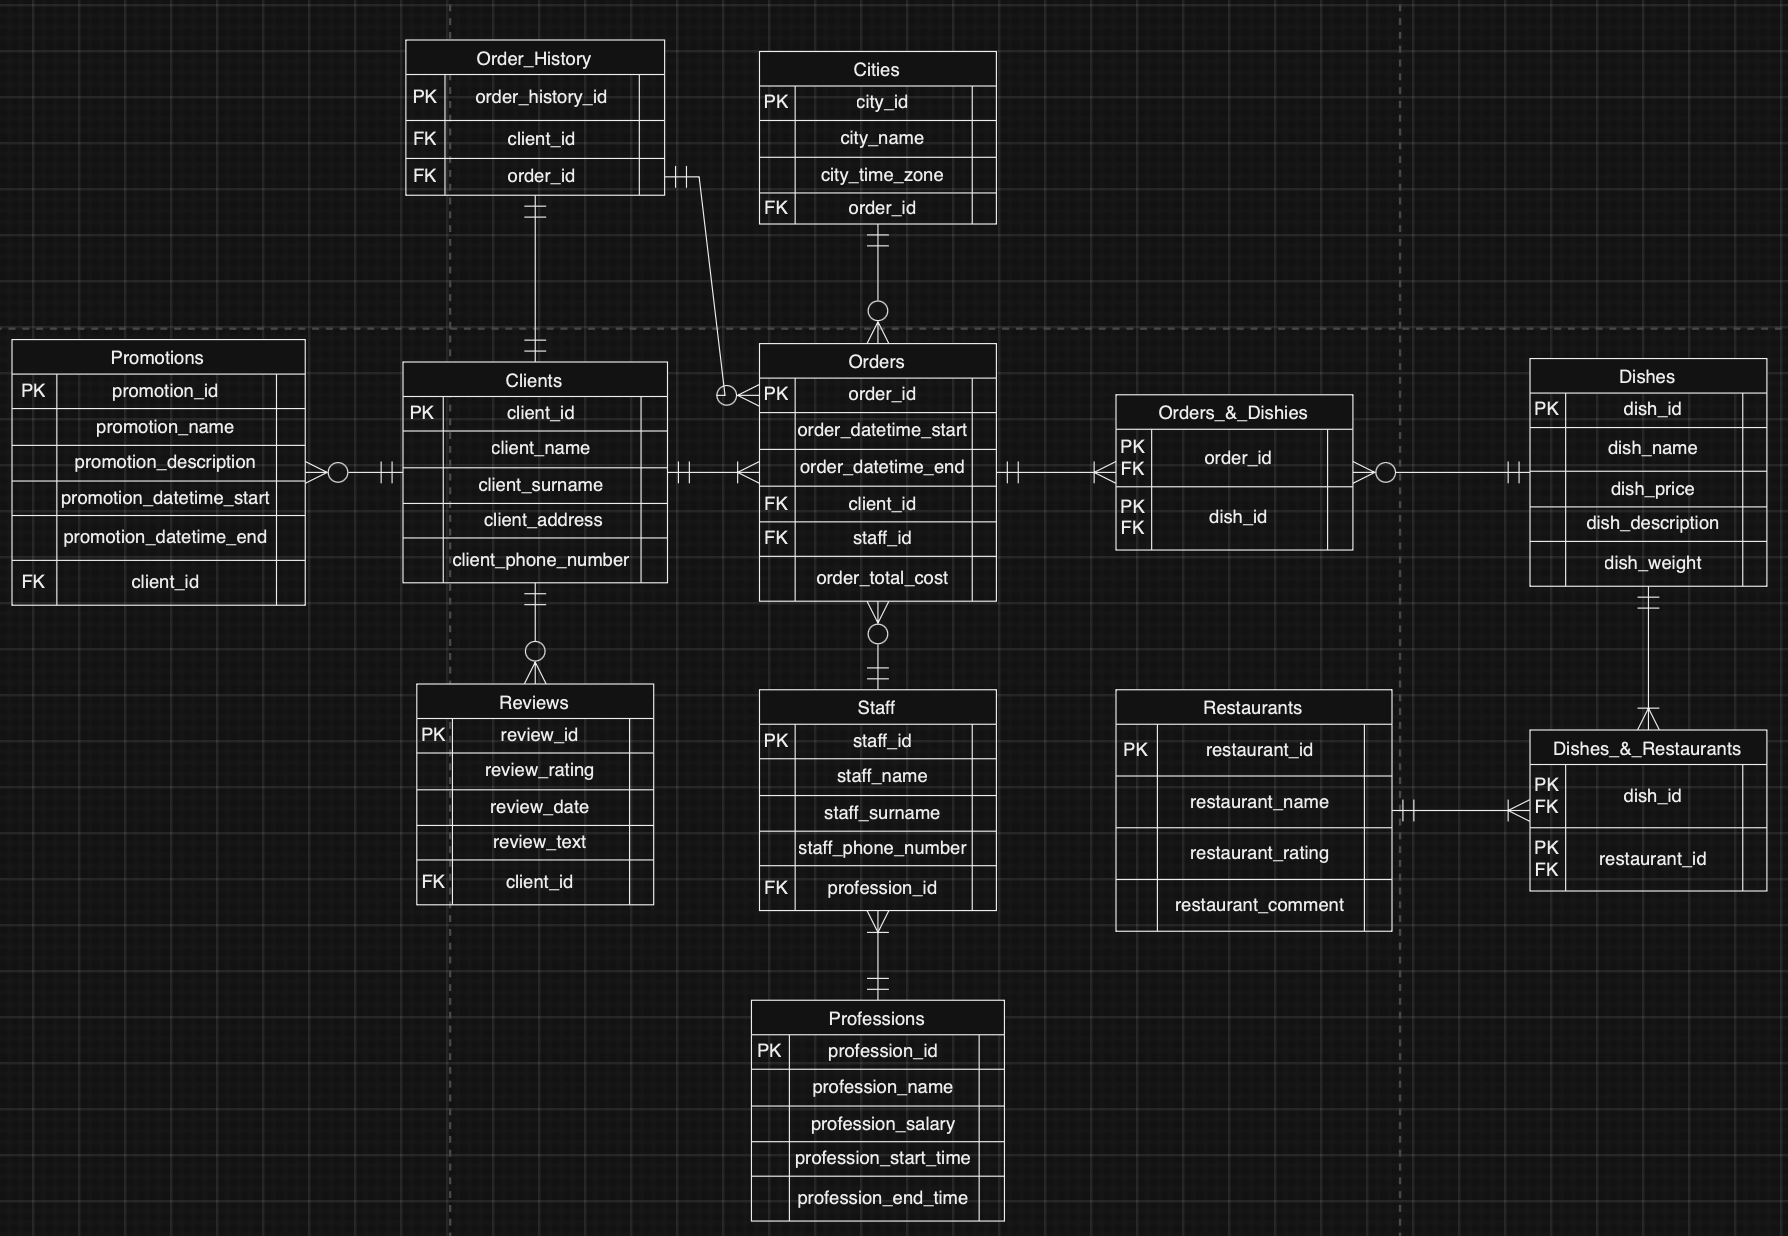 Order_History
PK order_history_id
FK client_id
FK order_id
Cities
PK city_id
city_name
city_time_zone
FK order_id
Promotions
PK promotion_id
promotion_name
promotion_description
promotion_datetime_start
promotion_datetime_end
FK client_id
Clients
PK client_id
client_name
client_surname
client_address
client_phone_number
Orders
PK order_id
order_datetime_start
order_datetime_end
FK client_id
FK staff_id
order_total_cost
Orders_&_Dishies
PK
FK order_id
PK
FK dish_id
Dishes
PK dish_id
dish_name
dish_price
dish_description
dish_weight
Reviews
PK review_id
review_rating
review_date
review_text
FK client_id
Staff
PK staff_id
staff_name
staff_surname
staff_phone_number
FK profession_id
Restaurants
PK restaurant_id
restaurant_name
restaurant_rating
restaurant_comment
Dishes_&_Restaurants
PK
FK dish_id
PK
FK restaurant_id
Professions
PK profession_id
profession_name
profession_salary
profession_start_time
profession_end_time